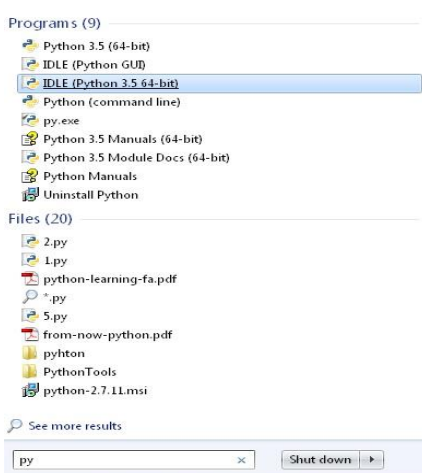 Programs (9)
Python 3.5 (64-bit)
IDLE (Python GUI)
IDLE (Python 3.5 64-bit)
Python (command line)
py.exe
Python 3.5 Manuals (64-bit)
Python 3.5 Module Docs (64-bit)
Python Manuals
Uninstall Python
Files (20)
2.py
1.py
python-learning-fa.pdf
*.py
5.py
from-now-python.pdf
pyhton
PythonTools
python-2.7.11.msi
See more results
py × Shut down